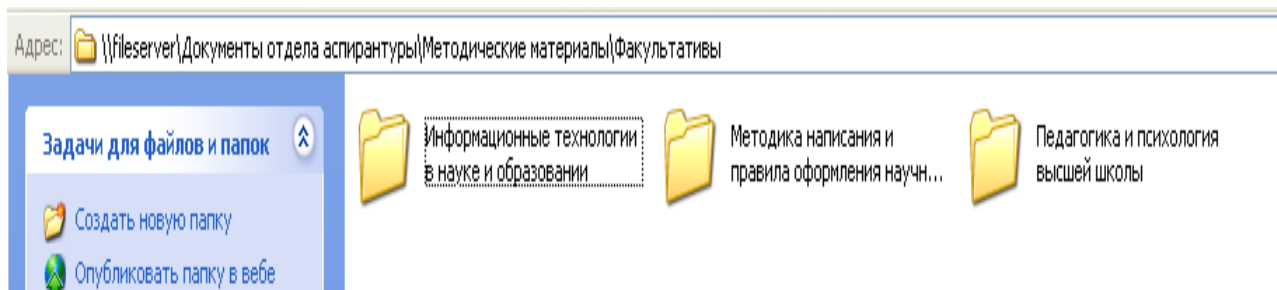 Адрес: \\fileserver\Документы отдела аспирантуры\Методические материалы\Факультативы
Задачи для файлов и папок
Создать новую папку
Опубликовать папку в вебе
Информационные технологии
в науке и образовании
Методика написания и
правила оформления научн...
Педагогика и психология
высшей школы